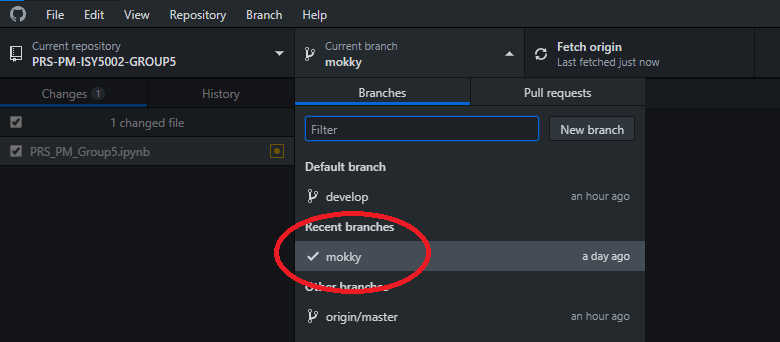 File Edit View Repository Branch Help
Current repository
PRS-PM-ISY5002-GROUP5
Current branch
mokky
Fetch origin
Last fetched just now
Changes 1 History
Branches Pull requests
1 changed file
Filter New branch
PRS_PM_Group5.ipynb
Default branch
develop an hour ago
Recent branches
mokky a day ago
Other branches
origin/master an hour ago